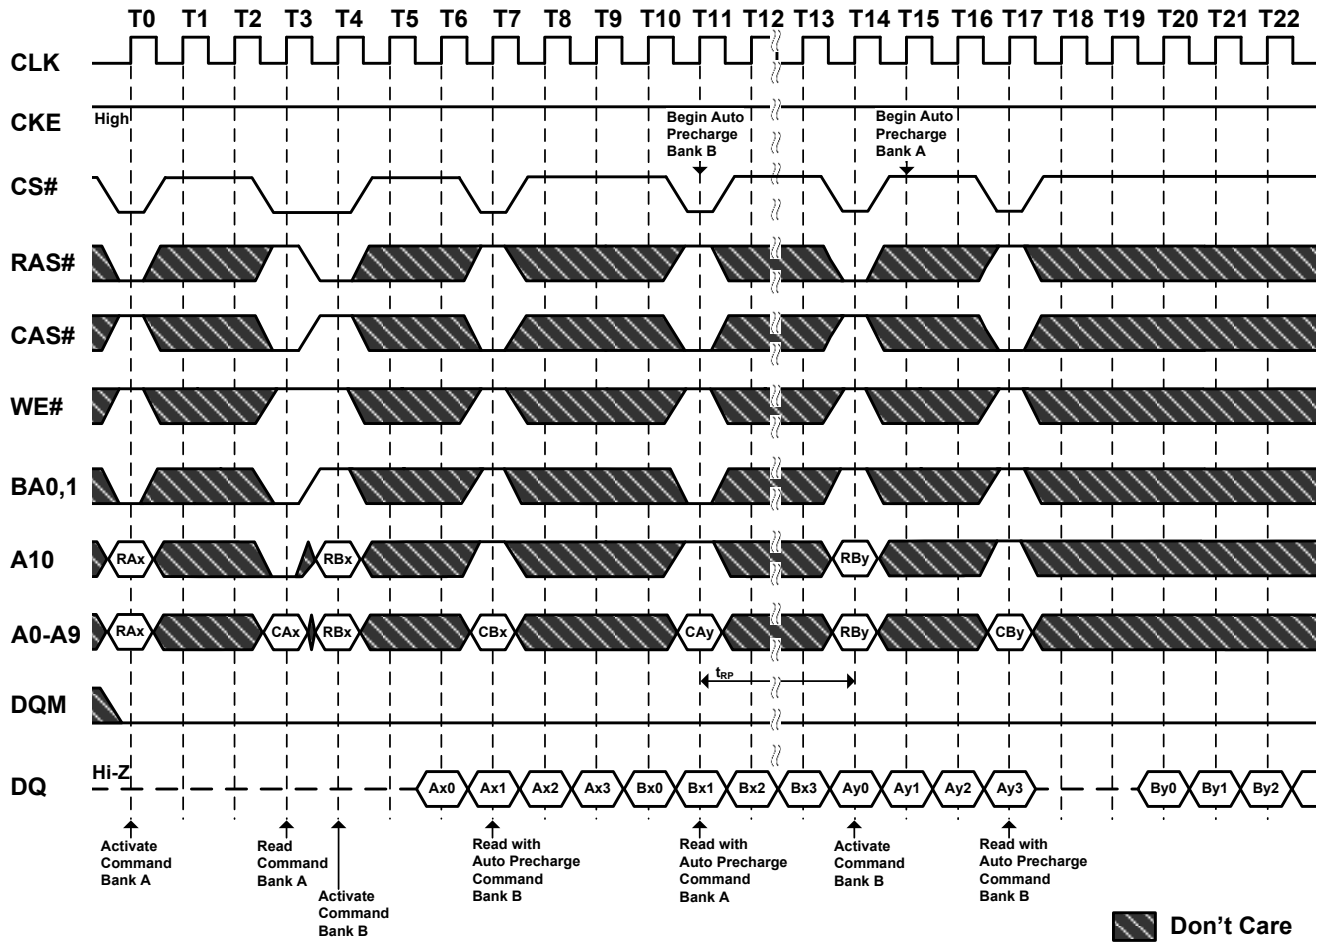 T0 T1 T2 T3 T4 T5 T6 T7 T8 T9 T10 T11 T12 T13 T14 T15 T16 T17 T18 T19 T20 T21 T22
CLK
CKE
High
Begin Auto
Precharge
Bank B
Begin Auto
Precharge
Bank A
CS#
RAS#
CAS#
WE#
BA0,1
A10
RAx RBx RBy
A0-A9
RAx CAx RBx CBx CAy RBy CBy
tRP
DQM
Hi-Z
DQ
Ax0 Ax1 Ax2 Ax3 Bx0 Bx1 Bx2 Bx3 Ay0 Ay1 Ay2 Ay3 By0 By1 By2
Activate
Command
Bank A
Read
Command
Bank A
Activate
Command
Bank B
Read with
Auto Precharge
Command
Bank B
Read with
Auto Precharge
Command
Bank A
Activate
Command
Bank B
Read with
Auto Precharge
Command
Bank B
Don't Care